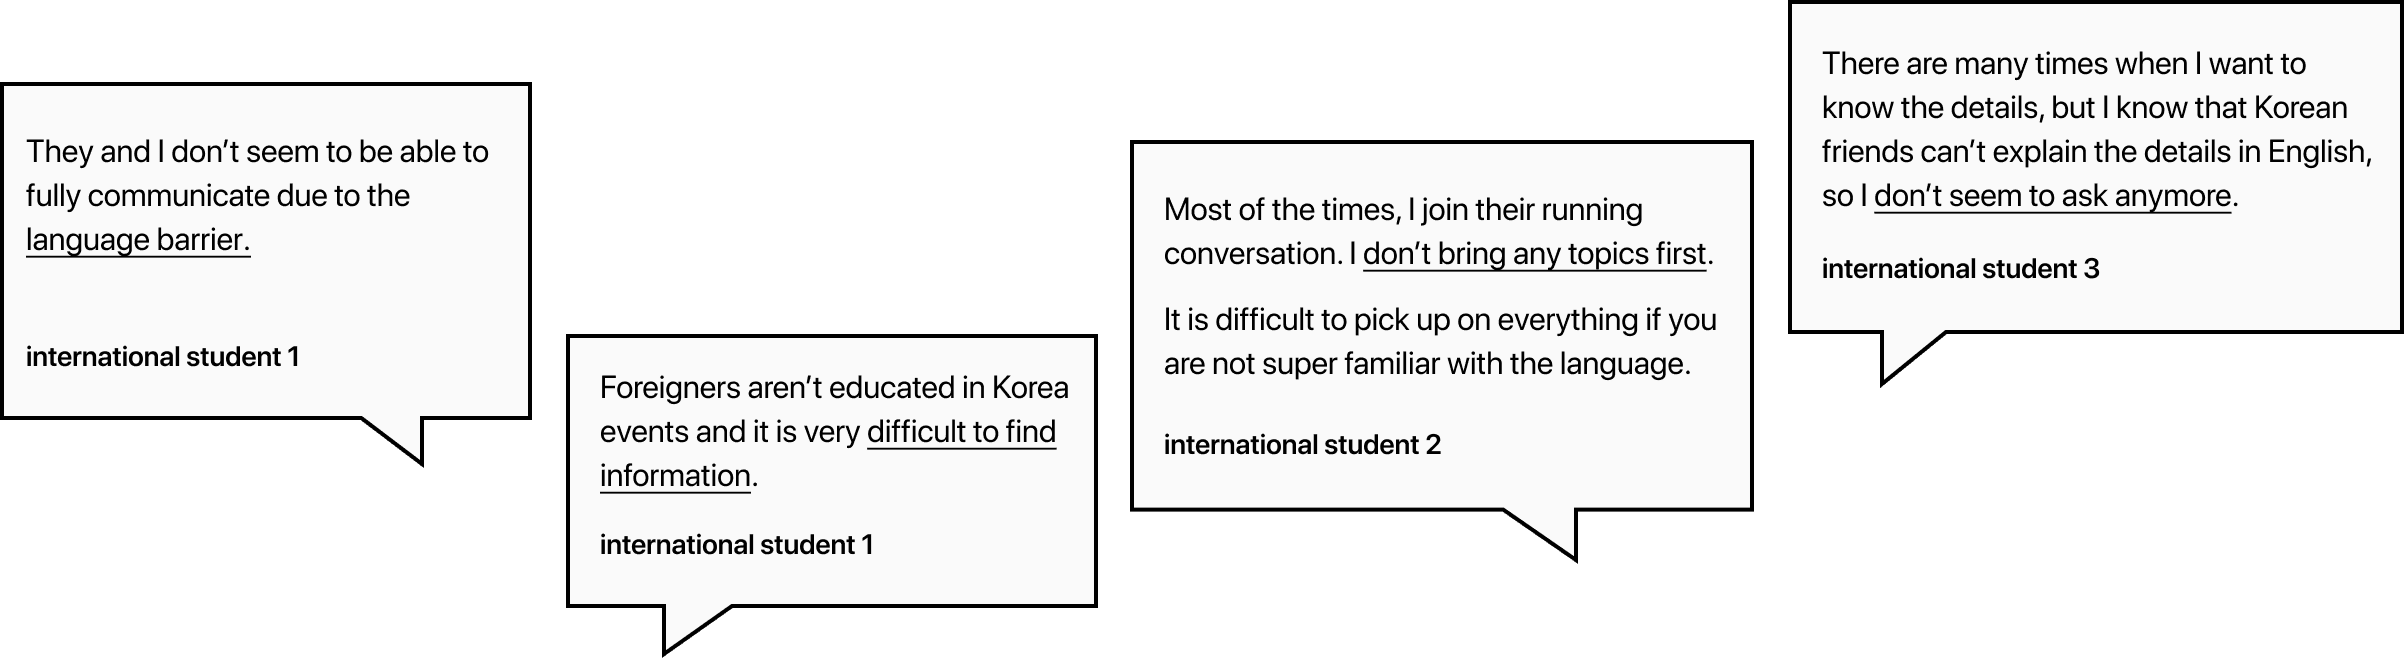 They and I don’t seem to be able to
fully communicate due to the
language barrier.
international student 1
Foreigners aren’t educated in Korea
events and it is very difficult to find
information.
international student 1
Most of the times, I join their running
conversation. I don’t bring any topics first.
It is difficult to pick up on everything if you
are not super familiar with the language.
international student 2
There are many times when I want to
know the details, but I know that Korean
friends can’t explain the details in English,
so I don’t seem to ask anymore.
international student 3